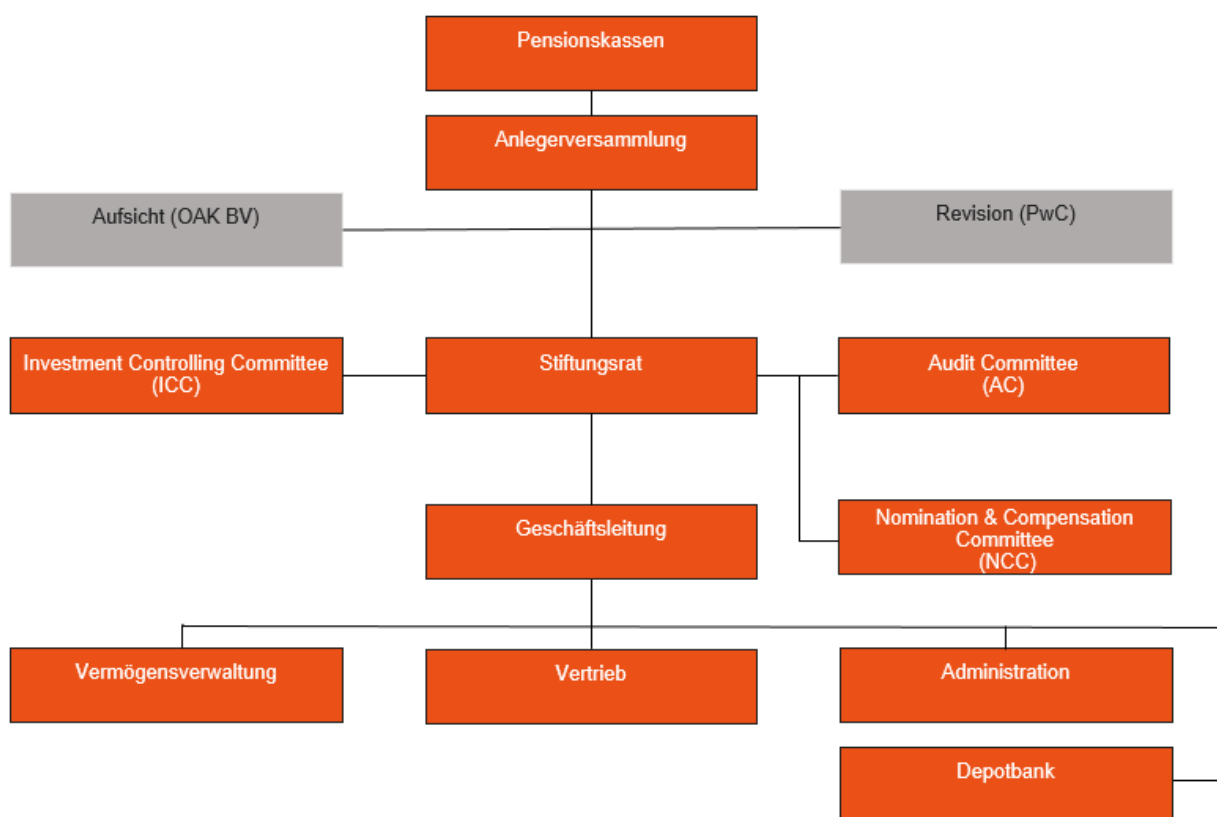 Pensionskassen
Anlegerversammlung
Aufsicht (OAK BV)
Revision (PwC)
Investment Controlling Committee
(ICC)
Stiftungsrat
Audit Committee
(AC)
Geschäftsleitung
Nomination & Compensation
Committee
(NCC)
Vermögensverwaltung
Vertrieb
Administration
Depotbank